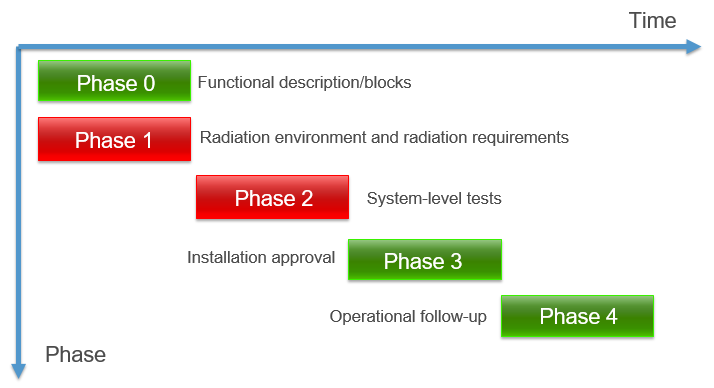 Time
Phase 0 Functional description/blocks
Phase 1 Radiation environment and radiation requirements
Phase 2 System-level tests
Installation approval Phase 3
Operational follow-up Phase 4
Phase